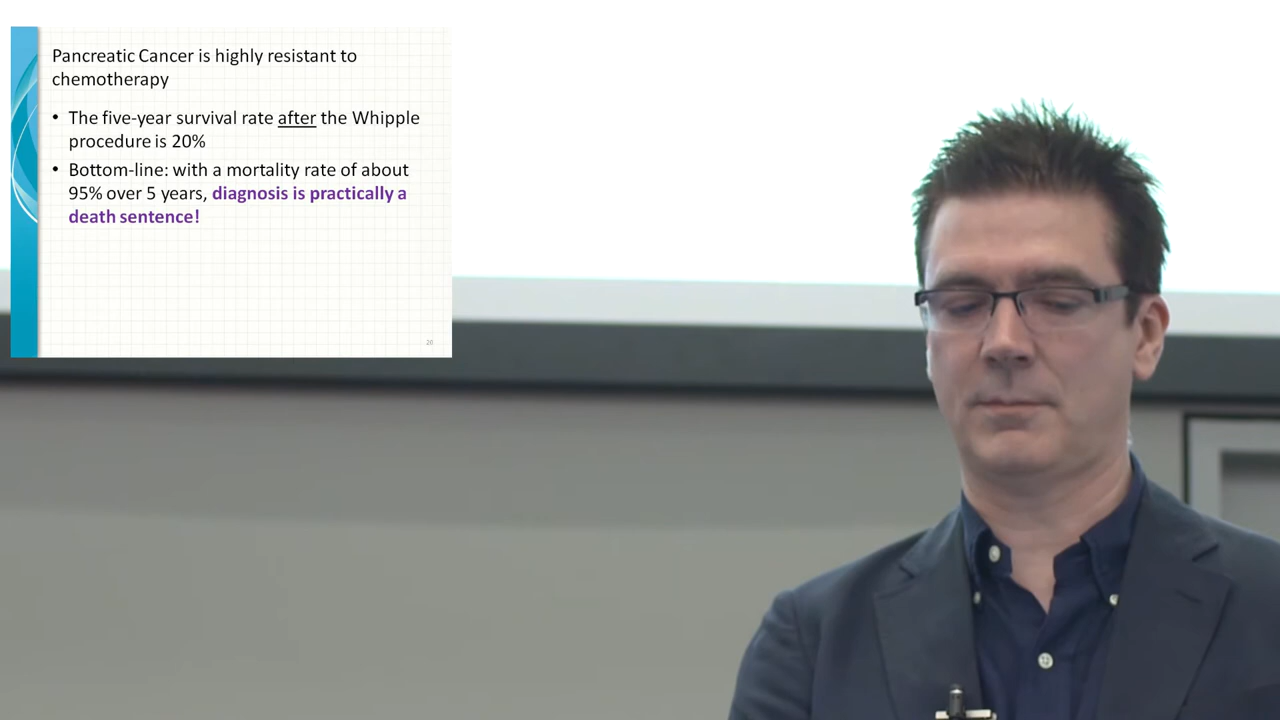 Pancreatic Cancer is highly resistant to
chemotherapy
• The five-year survival rate after the Whipple
procedure is 20%
• Bottom-line: with a mortality rate of about
95% over 5 years, diagnosis is practically a
death sentence!
20